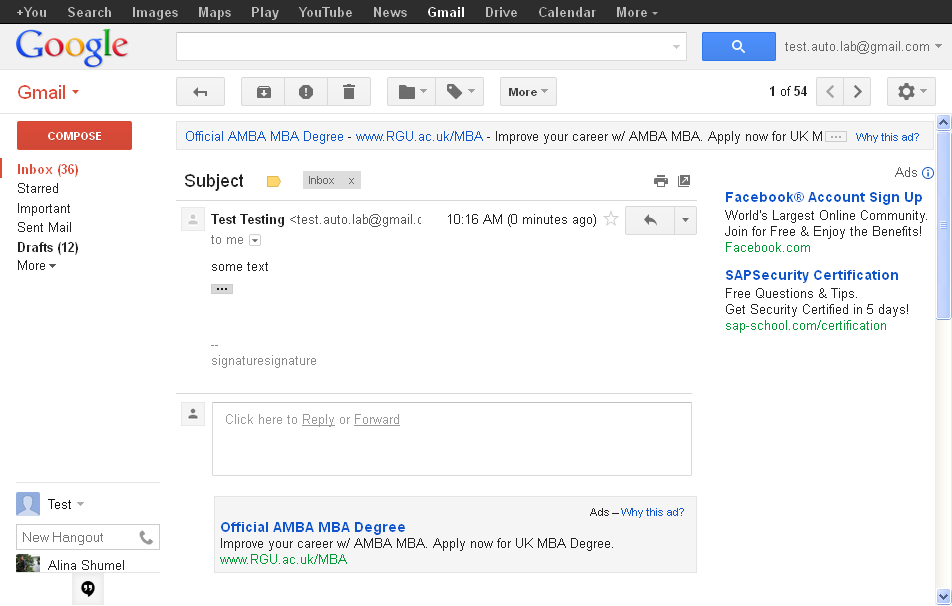 +You Search Images Maps Play YouTube News Gmail Drive Calendar More
Google
test.auto.lab@gmail.com
Gmail
More
1 of 54
COMPOSE
Inbox (36)
Starred
Important
Sent Mail
Drafts (12)
More
Official AMBA MBA Degree - www.RGU.ac.uk/MBA - Improve your career w/ AMBA MBA. Apply now for UK M ... Why this ad?
Subject
Inbox x
Test Testing <test.auto.lab@gmail.c 10:16 AM (0 minutes ago)
to me
some text
...
--
signaturesignature
Click here to Reply or Forward
Ads – Why this ad?
Official AMBA MBA Degree
Improve your career w/ AMBA MBA. Apply now for UK MBA Degree.
www.RGU.ac.uk/MBA
Ads
Facebook® Account Sign Up
World's Largest Online Community.
Join for Free & Enjoy the Benefits!
Facebook.com
SAPSecurity Certification
Free Questions & Tips.
Get Security Certified in 5 days!
sap-school.com/certification
Test
New Hangout
Alina Shumel